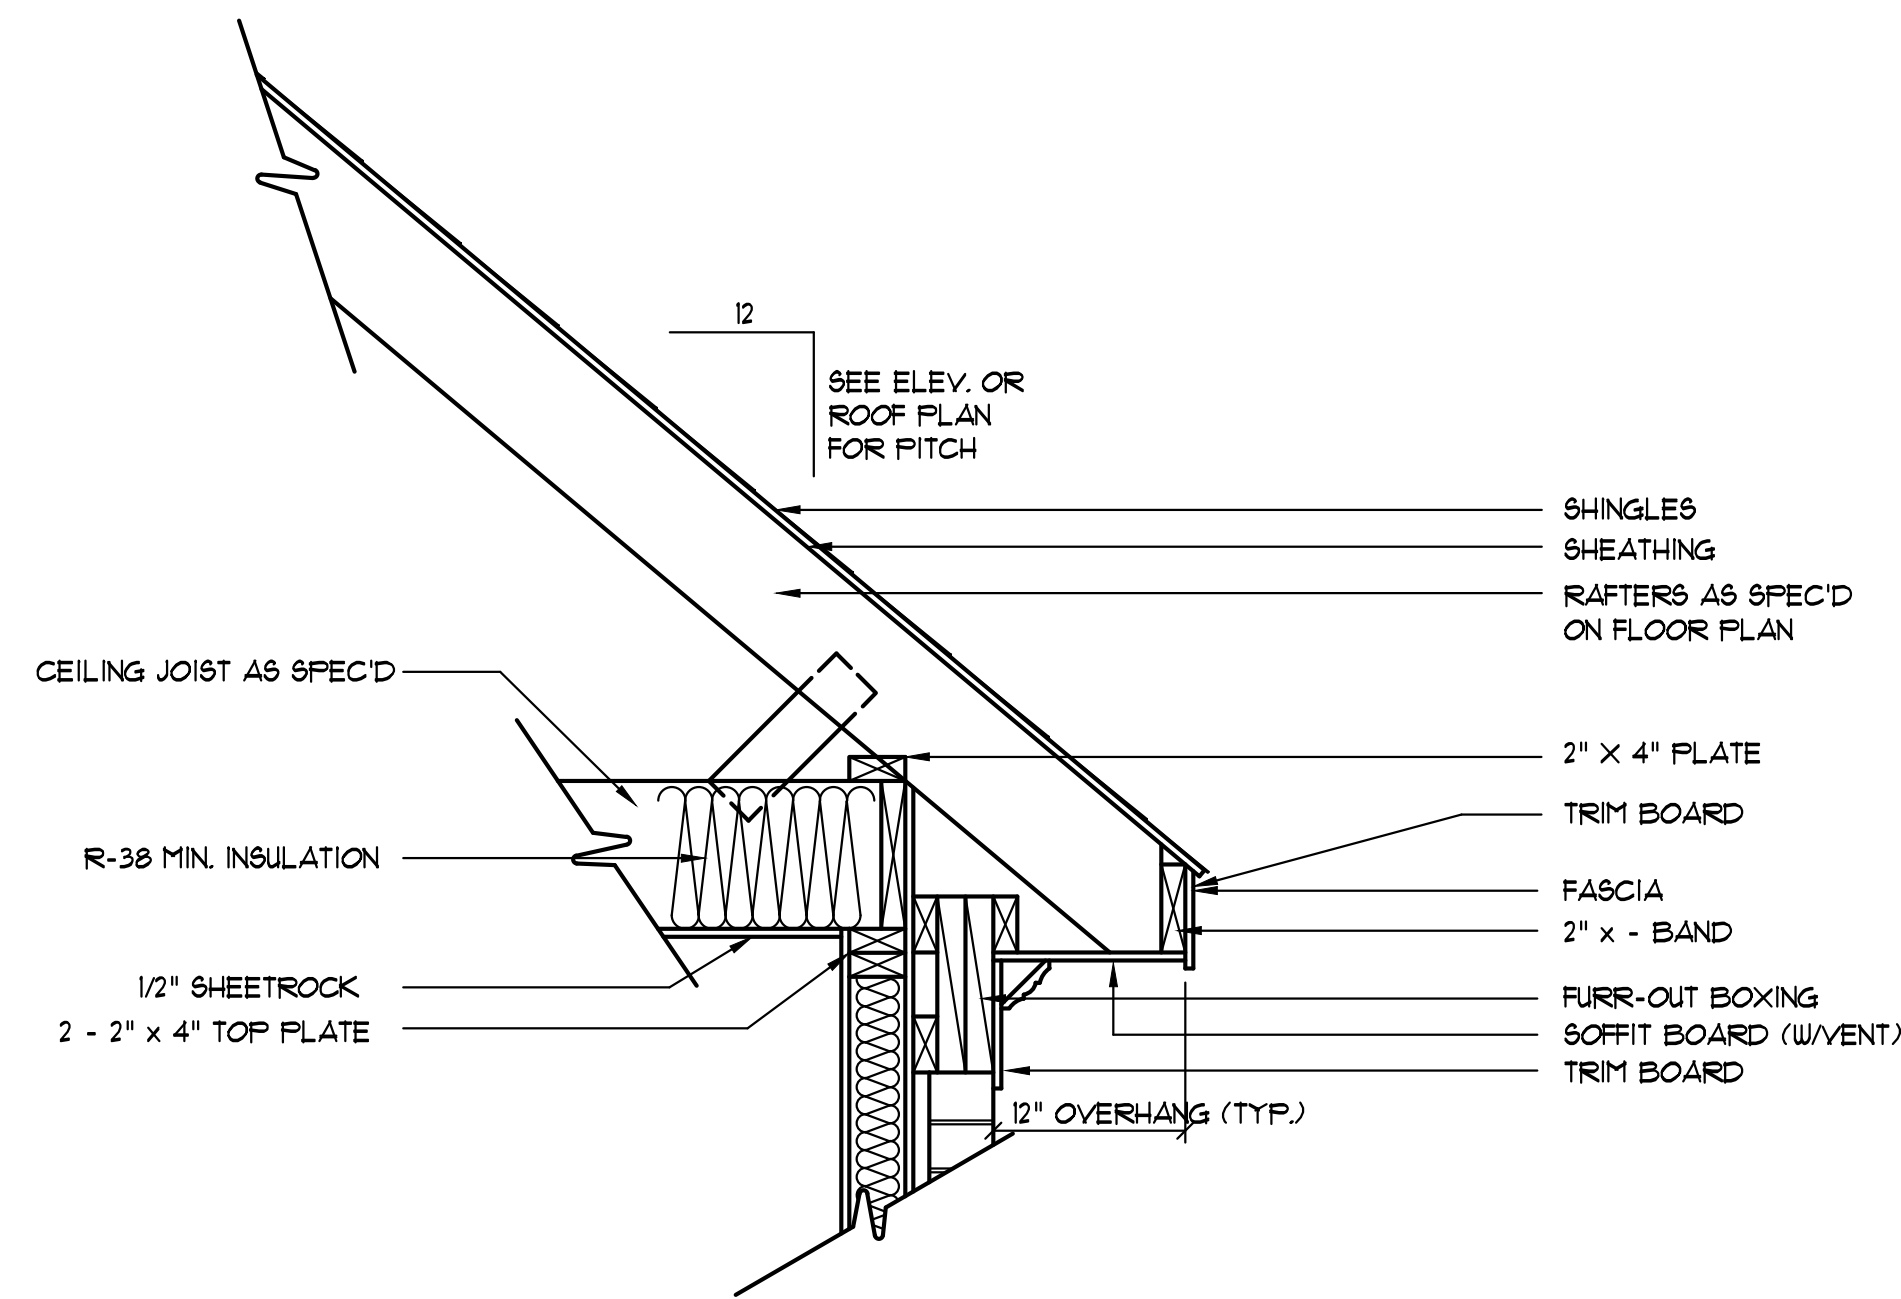 12
SEE ELEV. OR
ROOF PLAN
FOR PITCH
SHINGLES
SHEATHING
RAFTERS AS SPEC'D
ON FLOOR PLAN
CEILING JOIST AS SPEC'D
2" X 4" PLATE
TRIM BOARD
R-38 MIN. INSULATION
FASCIA
2" x - BAND
1/2" SHEETROCK
FURR-OUT BOXING
2 - 2" x 4" TOP PLATE
SOFFIT BOARD (W/VENT)
TRIM BOARD
12" OVERHANG (TYP.)